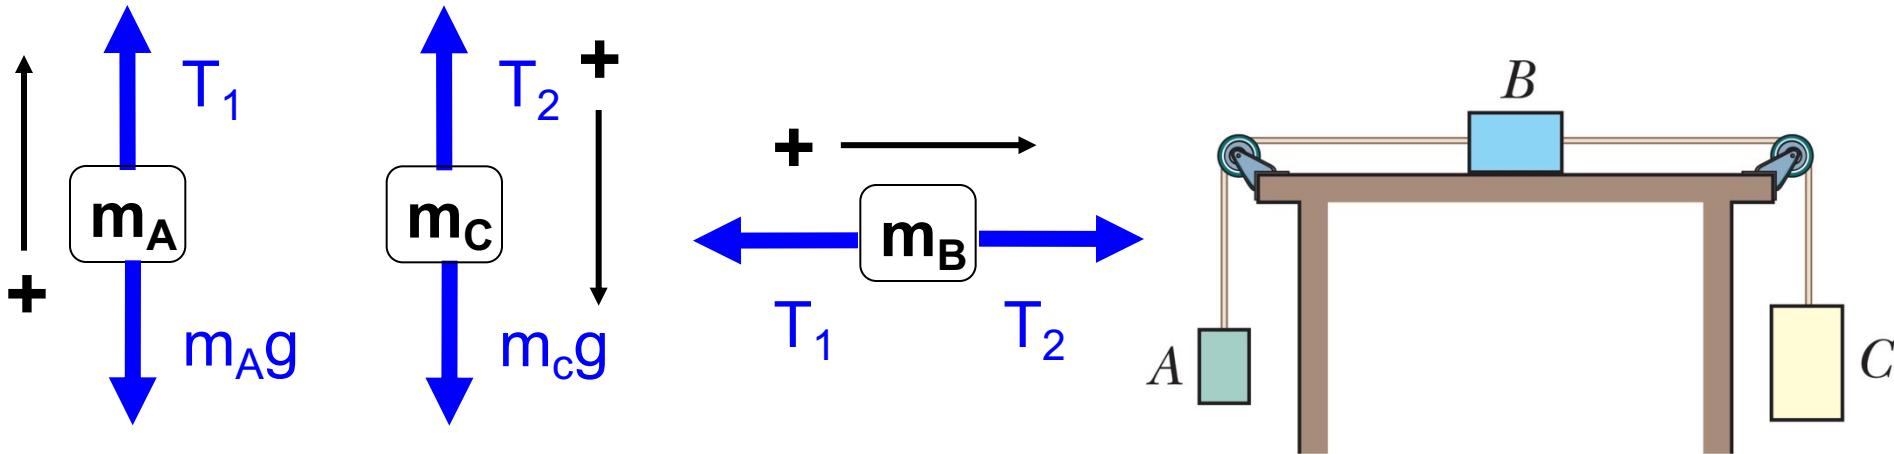 T₁
mA
mAg
+
T₂
mC
mcg
+
+
mB
T₁
T₂
B
A
C